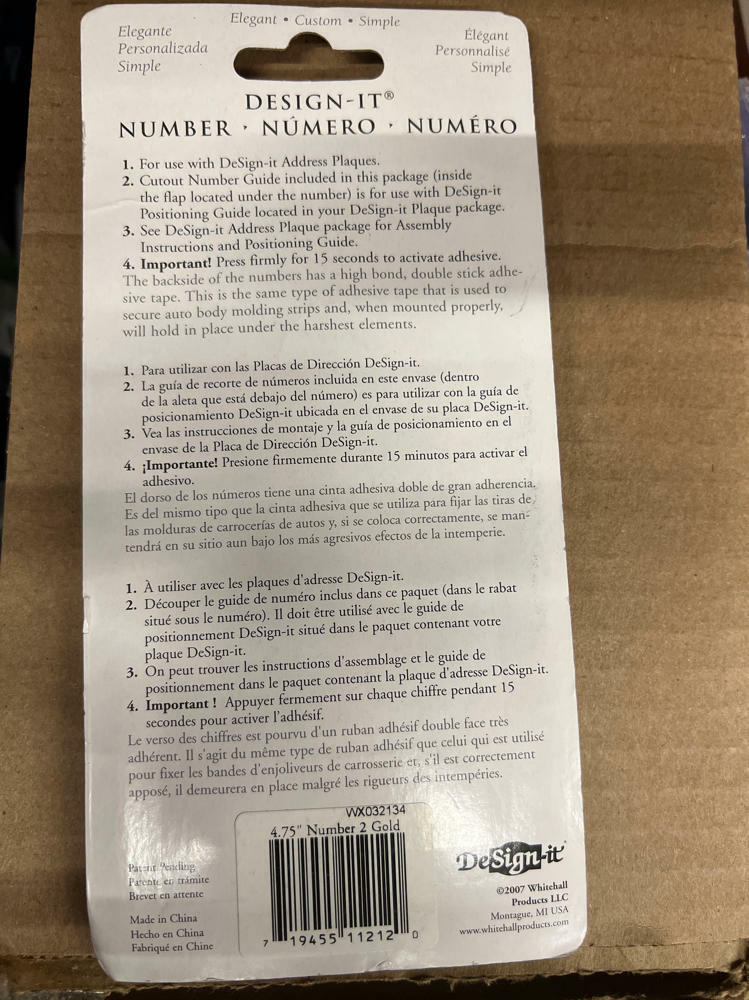 Elegante
Personalizada
Simple
Elegant • Custom • Simple
Élégant
Personnalisé
Simple
DESIGN-IT®
NUMBER · NÚMERO · NUMÉRO
1. For use with DeSign-it Address Plaques.
2. Cutout Number Guide included in this package (inside
the flap located under the number) is for use with DeSign-it
Positioning Guide located in your DeSign-it Plaque package.
3. See DeSign-it Address Plaque package for Assembly
Instructions and Positioning Guide.
4. Important! Press firmly for 15 seconds to activate adhesive.
The backside of the numbers has a high bond, double stick adhe-
sive tape. This is the same type of adhesive tape that is used to
secure auto body molding strips and, when mounted properly,
will hold in place under the harshest elements.
1. Para utilizar con las Placas de Dirección DeSign-it.
2. La guía de recorte de números incluida en este envase (dentro
de la aleta que está debajo del número) es para utilizar con la guía de
posicionamiento DeSign-it ubicada en el envase de su placa DeSign-it.
3. Vea las instrucciones de montaje y la guía de posicionamiento en el
envase de la Placa de Dirección DeSign-it.
4. ¡Importante! Presione firmemente durante 15 minutos para activar el
adhesivo.
El dorso de los números tiene una cinta adhesiva doble de gran adherencia.
Es del mismo tipo que la cinta adhesiva que se utiliza para fijar las tiras de
las molduras de carrocerías de autos y, si se coloca correctamente, se man-
tendrá en su sitio aun bajo los más agresivos efectos de la intemperie.
1. À utiliser avec les plaques d'adresse DeSign-it.
2. Découper le guide de numéro inclus dans ce paquet (dans le rabat
situé sous le numéro). Il doit être utilisé avec le guide de
positionnement DeSign-it situé dans le paquet contenant votre
plaque DeSign-it.
3. On peut trouver les instructions d'assemblage et le guide de
positionnement dans le paquet contenant la plaque d'adresse DeSign-it.
4. Important ! Appuyer fermement sur chaque chiffre pendant 15
secondes pour activer l'adhésif.
Le verso des chiffres est pourvu d'un ruban adhésif double face très
adhérent. Il s'agit du même type de ruban adhésif que celui qui est utilisé
pour fixer les bandes d'enjoliveurs de carrosserie et, s'il est correctement
apposé, il demeurera en place malgré les rigueurs des intempéries.
WX032134
4.75" Number 2 Gold
7 19455 11212 0
Patent Pending
Patente en trámite
Brevet en attente
Made in China
Hecho en China
Fabriqué en Chine
DeSign-it
©2007 Whitehall
Products LLC
Montague, MI USA
www.whitehallproducts.com